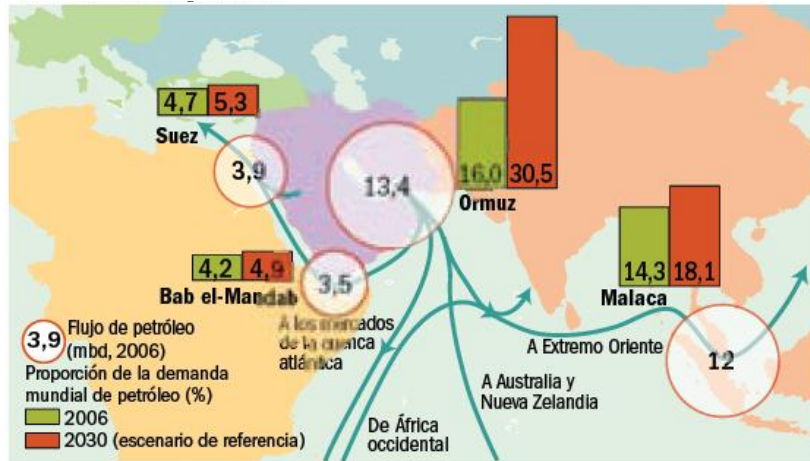 4,7 5,3
Suez
3,9
13,4
16,0 30,5
Ormuz
4,2 4,9
Bab el-Mandab
3,5
14,3 18,1
Malaca
12
A los mercados
de la cuenca
atlántica
A Extremo Oriente
A Australia y
Nueva Zelandia
De África
occidental
3,9 Flujo de petróleo
(mbd, 2006)
Proporción de la demanda
mundial de petróleo (%)
2006
2030 (escenario de referencia)